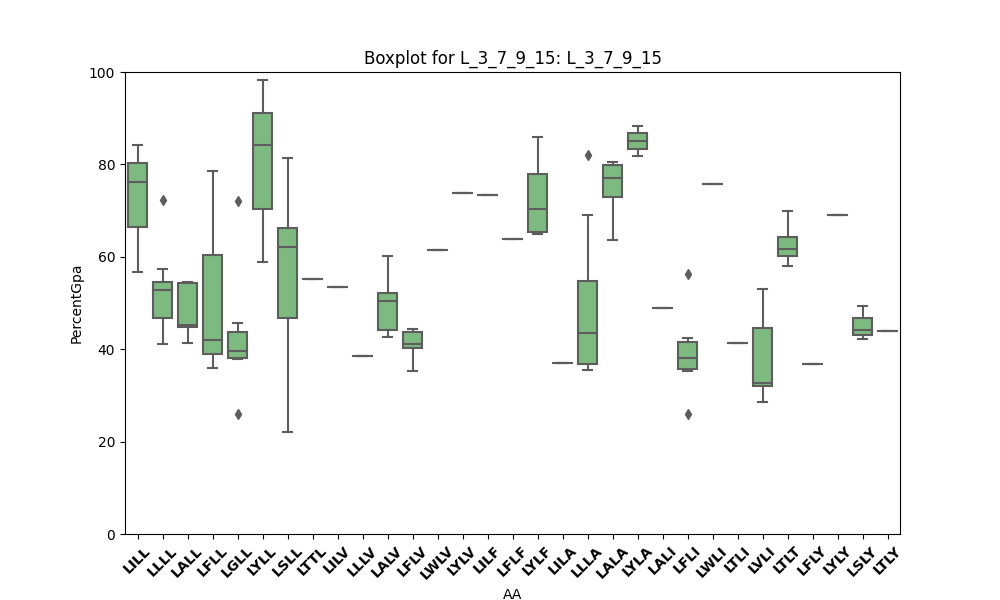 Boxplot for L_3_7_9_15: L_3_7_9_15
100
80
60
40
20
0
PercentGpa
LILL LLLL LALL LFLL LGLL LYLL LSLL LTTL LILV LLLV LALV LFLV LWLV LYLV LILF LFLF LYLF LILA LLLA LALA LYLA LALI LFLI LWLI LTLI LVLI LTLT LFLY LYLY LSLY LTLY
AA